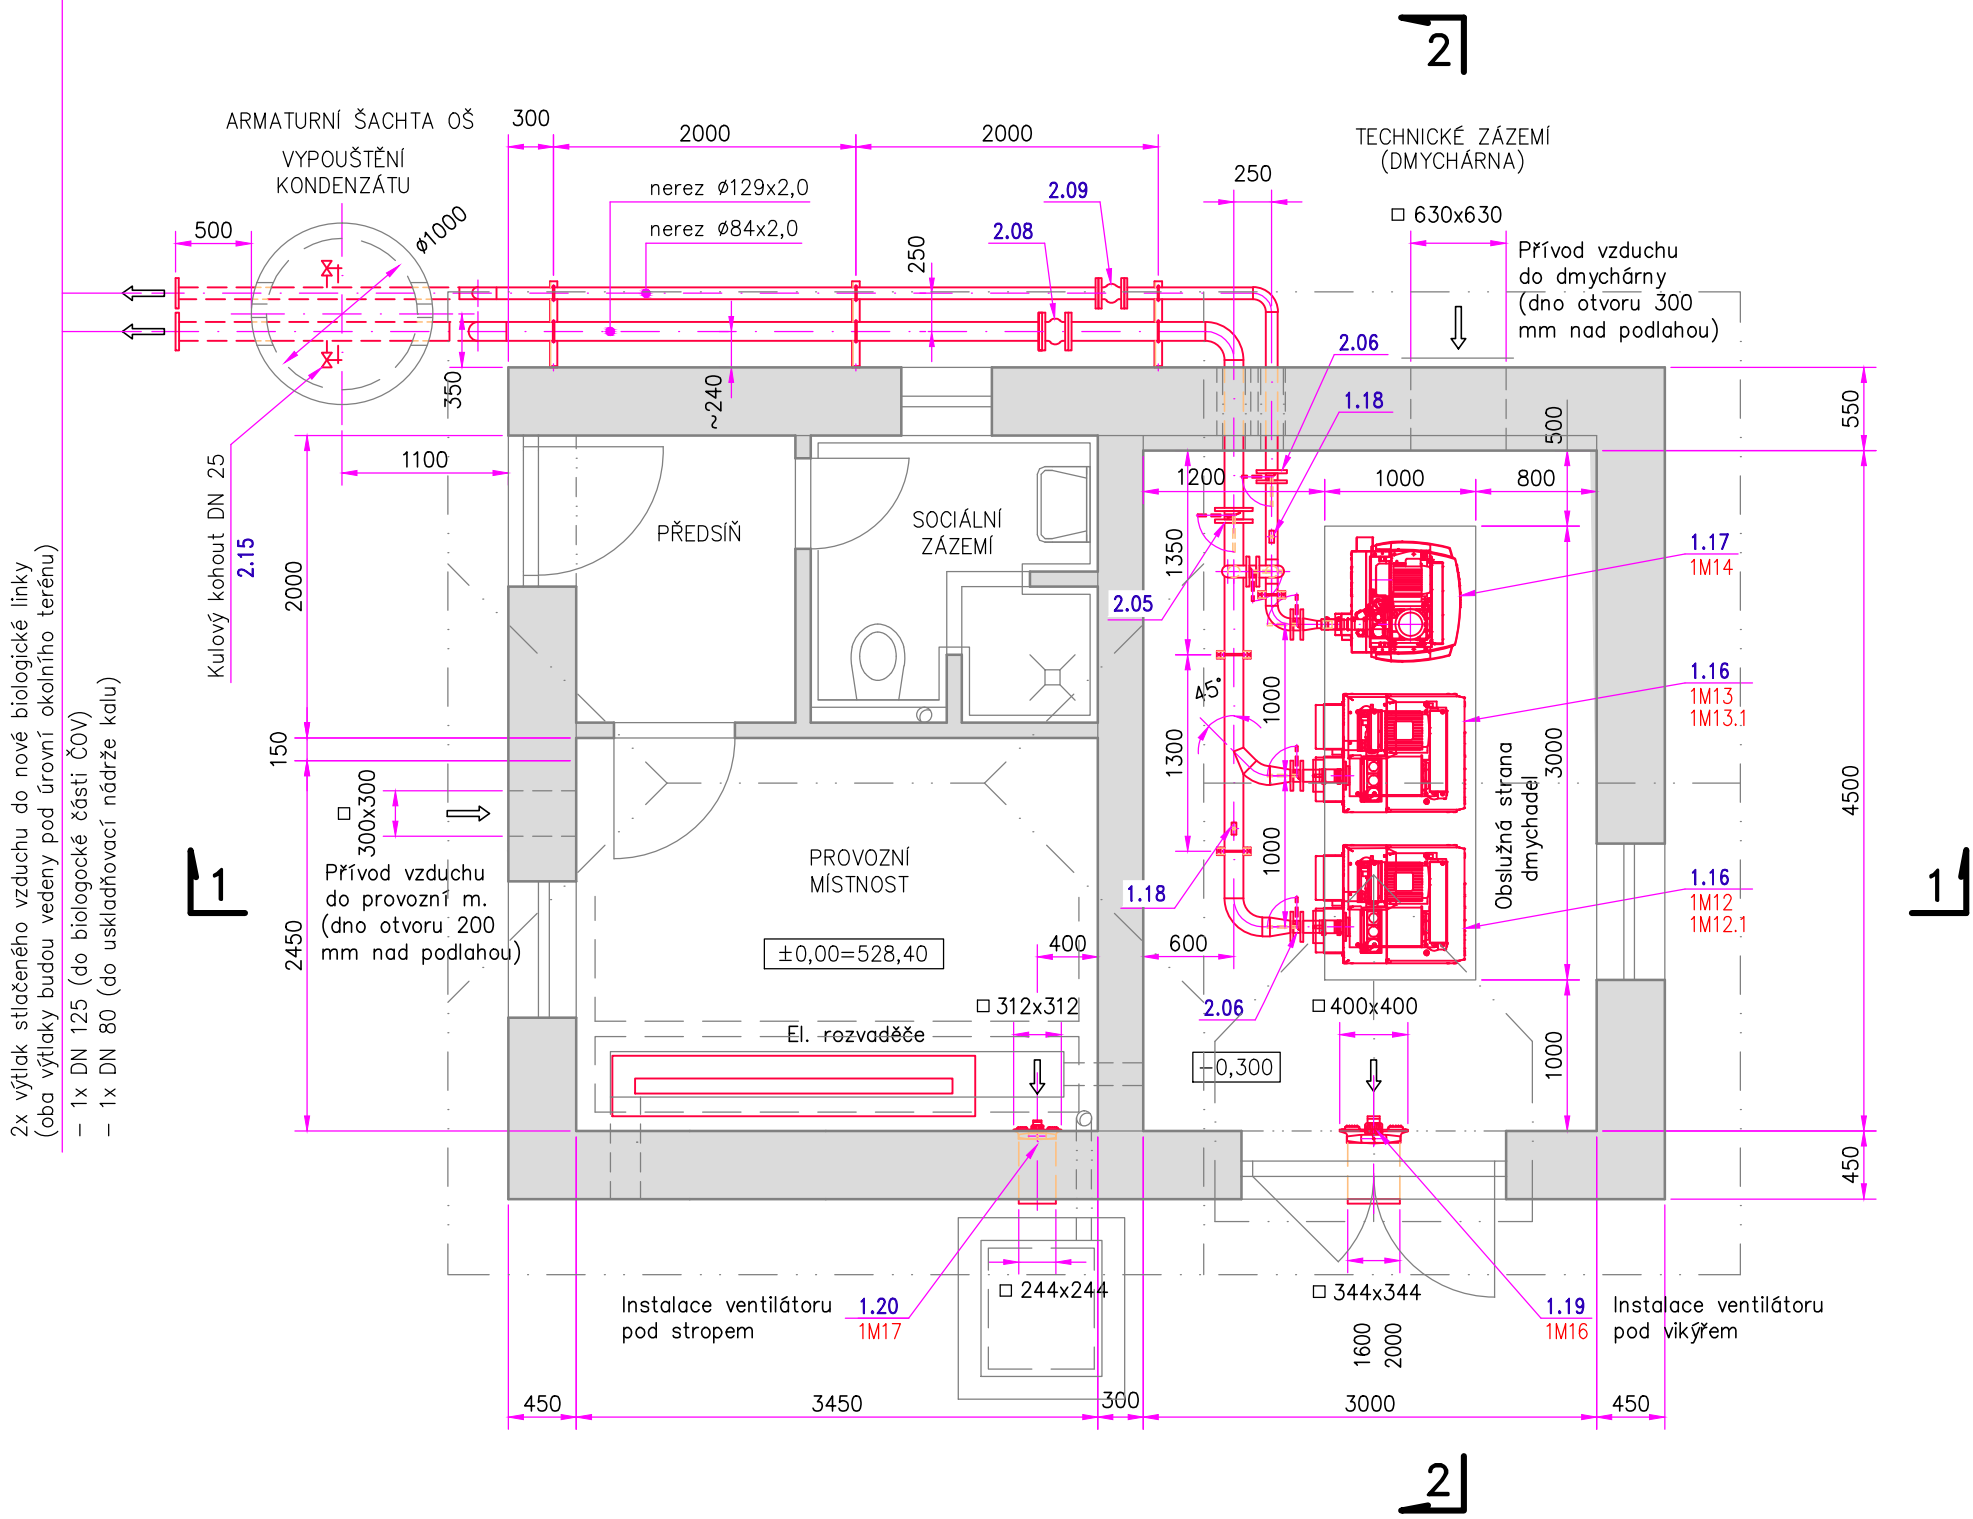 2
ARMATURNÍ ŠACHTA OŠ
300
2000
2000
TECHNICKÉ ZÁZEMÍ
(DMYCHÁRNA)
VYPOUŠTĚNÍ
KONDENZÁTU
nerez ø129x2,0
nerez ø84x2,0
2.09
2.08
250
□ 630x630
500
ø1000
250
Přívod vzduchu
do dmychárny
(dno otvoru 300
mm nad podlahou)
2.06
1.18
350
~240
500
550
1100
Kulový kohout DN 25
2.15
1200
1000
800
PŘEDSÍŇ
SOCIÁLNÍ
ZÁZEMÍ
1350
2000
2.05
1.17
1M14
45°
1000
1.16
1M13
1M13.1
150
1300
3000
4500
Obslužná strana
dmychadel
□ 300x300
PROVOZNÍ
MÍSTNOST
1000
Přívod vzduchu
do provozní m.
(dno otvoru 200
mm nad podlahou)
1
1
1.18
1.16
1M12
1M12.1
2450
±0,00=528,40
400
600
□ 312x312
2.06
□ 400x400
El. rozvaděče
-0,300
1000
450
2x výtlak stlačeného vzduchu do nové biologické linky
(oba výtlaky budou vedeny pod úrovní okolního terénu)
– 1x DN 125 (do biologocké části ČOV)
– 1x DN 80 (do uskladňovací nádrže kalu)
□ 244x244
□ 344x344
Instalace ventilátoru
pod stropem
1.20
1M17
1.19
1M16
Instalace ventilátoru
pod vikýřem
1600
2000
450
3450
300
3000
450
2